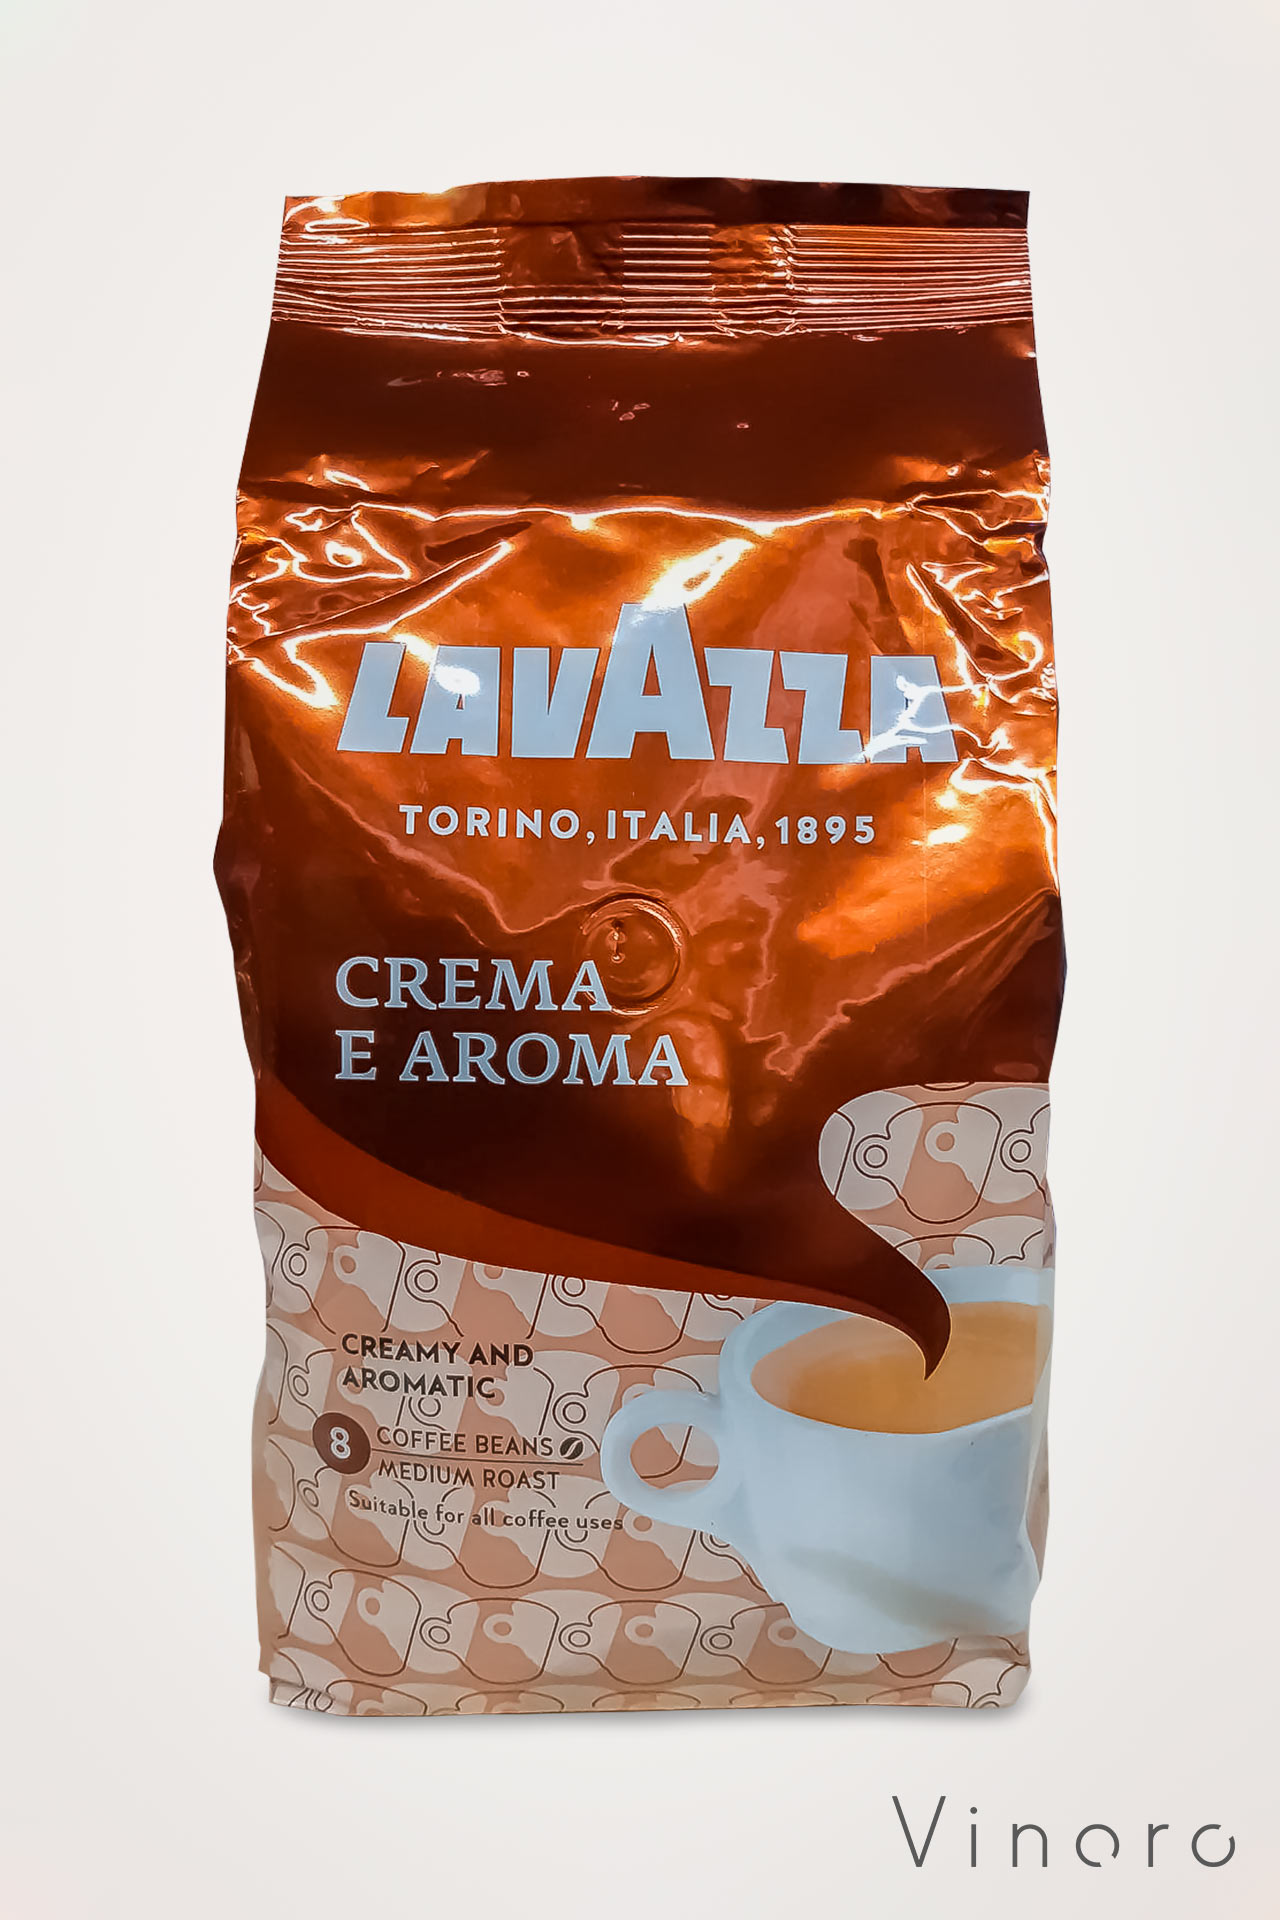 LAVAZZA
TORINO, ITALIA, 1895
CREMA
E AROMA
CREAMY AND
AROMATIC
8 COFFEE BEANS
MEDIUM ROAST
Suitable for all coffee uses
Vinoro